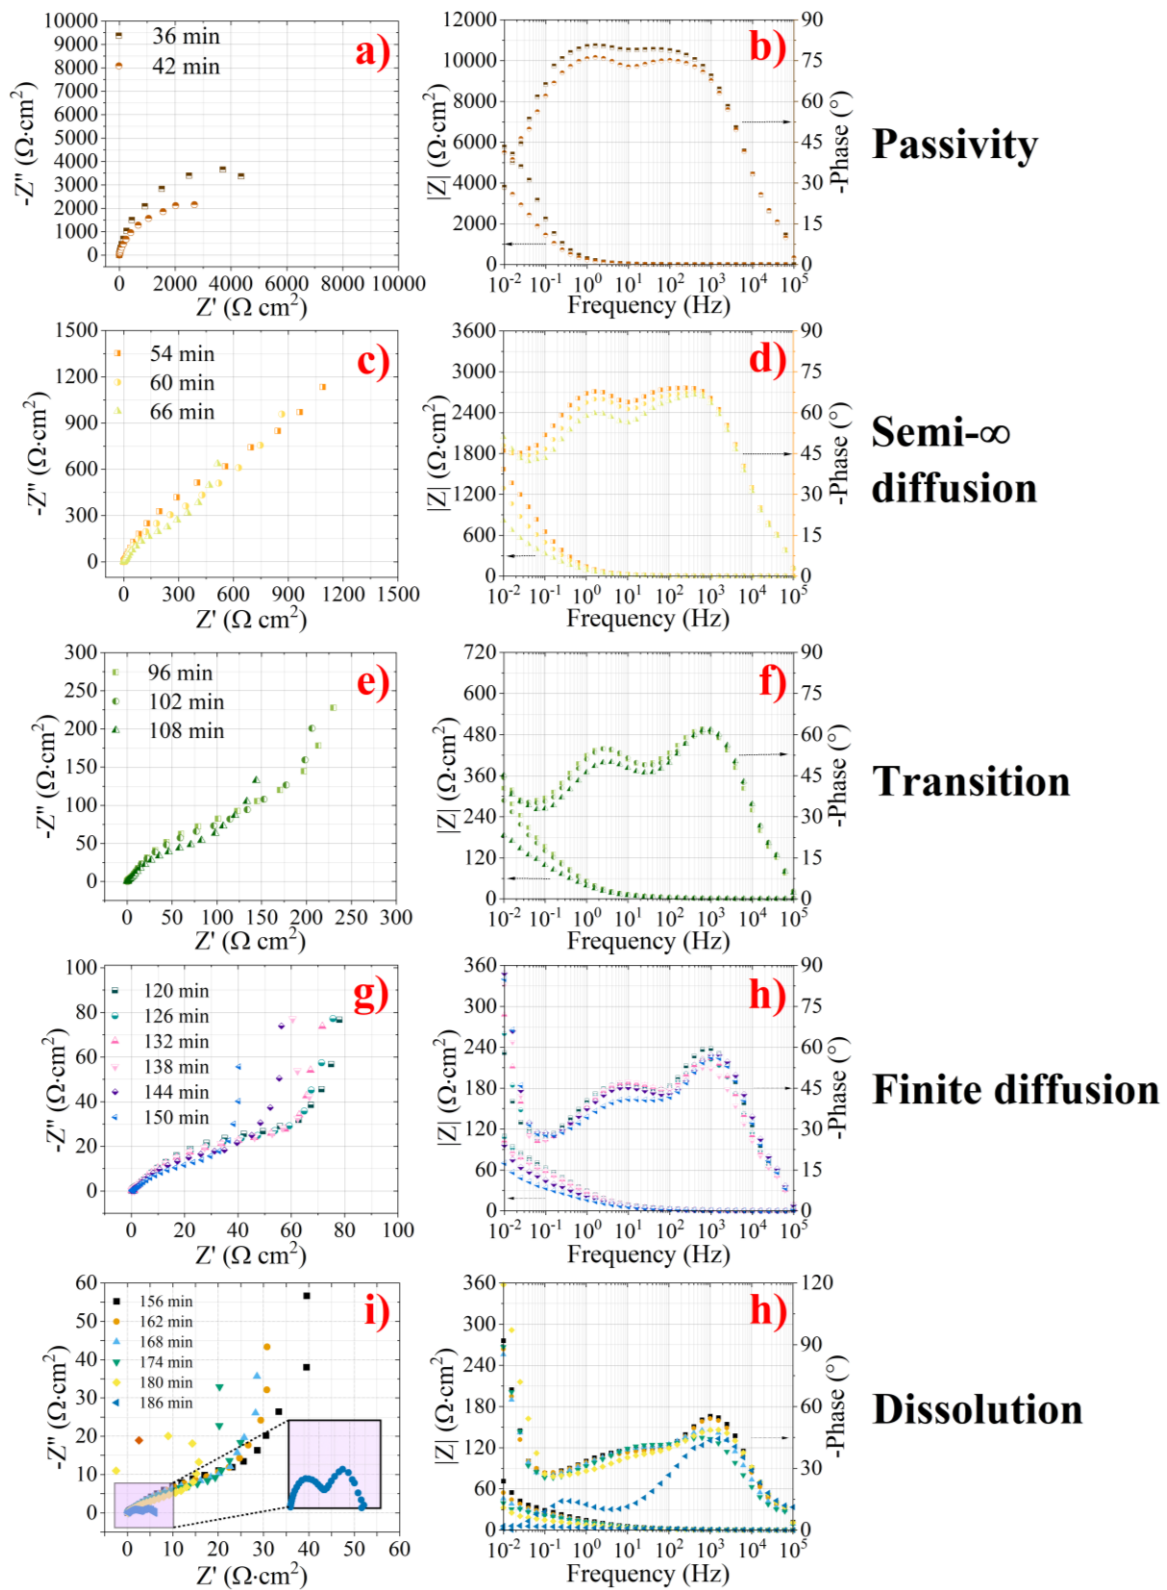 10000
9000
8000
7000
6000
5000
4000
3000
2000
1000
0
-Z'' (Ω·cm²)
36 min
42 min
a)
0 2000 4000 6000 8000 10000
Z' (Ω cm²)
12000
10000
8000
6000
4000
2000
0
|Z| (Ω·cm²)
b)
90
75
60
45
30
15
0
-Phase (°)
10⁻² 10⁻¹ 10⁰ 10¹ 10² 10³ 10⁴ 10⁵
Frequency (Hz)
Passivity
1500
1200
900
600
300
0
-Z'' (Ω·cm²)
54 min
60 min
66 min
c)
0 300 600 900 1200 1500
Z' (Ω cm²)
3600
3000
2400
1800
1200
600
0
|Z| (Ω·cm²)
d)
90
75
60
45
30
15
0
-Phase (°)
10⁻² 10⁻¹ 10⁰ 10¹ 10² 10³ 10⁴ 10⁵
Frequency (Hz)
Semi-∞
diffusion
300
250
200
150
100
50
0
-Z'' (Ω·cm²)
96 min
102 min
108 min
e)
0 50 100 150 200 250 300
Z' (Ω cm²)
720
600
480
360
240
120
0
|Z| (Ω·cm²)
f)
90
75
60
45
30
15
0
-Phase (°)
10⁻² 10⁻¹ 10⁰ 10¹ 10² 10³ 10⁴ 10⁵
Frequency (Hz)
Transition
100
80
60
40
20
0
-Z'' (Ω·cm²)
120 min
126 min
132 min
138 min
144 min
150 min
g)
0 20 40 60 80 100
Z' (Ω cm²)
360
300
240
180
120
60
0
|Z| (Ω·cm²)
h)
90
75
60
45
30
15
0
-Phase (°)
10⁻² 10⁻¹ 10⁰ 10¹ 10² 10³ 10⁴ 10⁵
Frequency (Hz)
Finite diffusion
60
50
40
30
20
10
0
-Z'' (Ω·cm²)
156 min
162 min
168 min
174 min
180 min
186 min
i)
0 10 20 30 40 50 60
Z' (Ω·cm²)
360
300
240
180
120
60
0
|Z| (Ω·cm²)
h)
120
90
60
30
0
-Phase (°)
10⁻² 10⁻¹ 10⁰ 10¹ 10² 10³ 10⁴ 10⁵
Frequency (Hz)
Dissolution